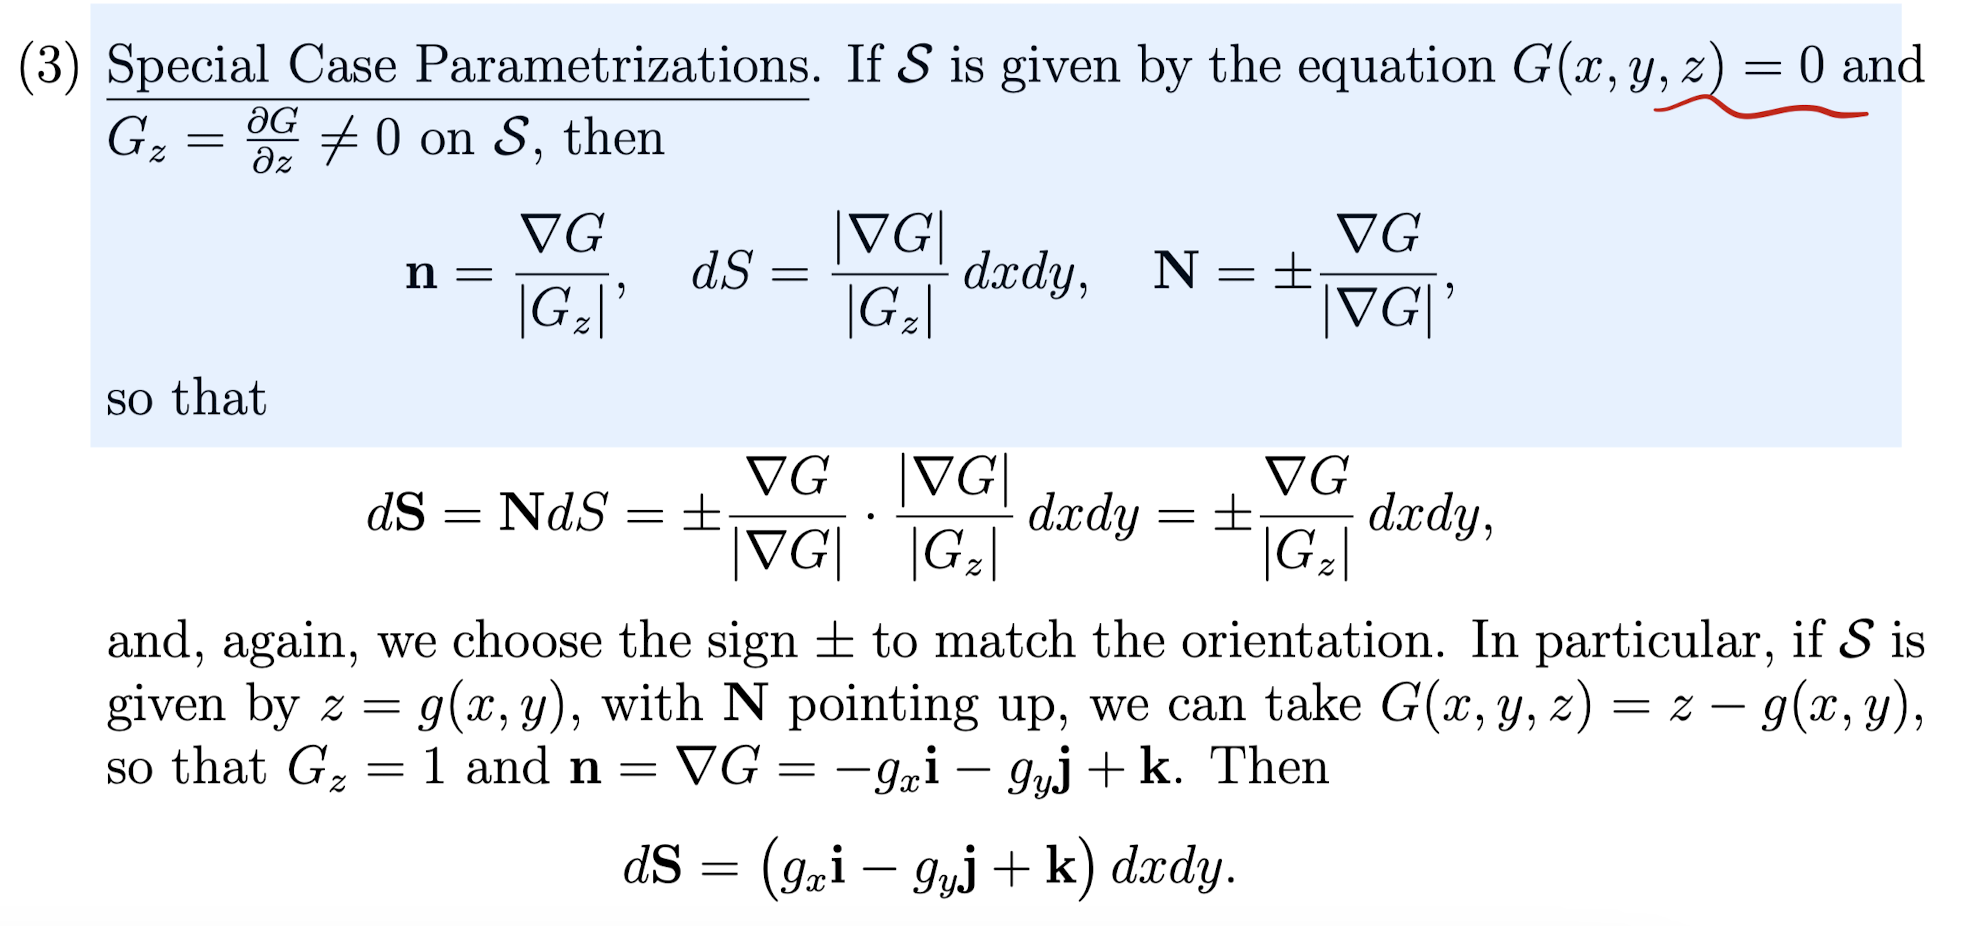 (3) Special Case Parametrizations. If 𝒮 is given by the equation G(x, y, z) = 0 and
G_z = ∂G/∂z ≠ 0 on 𝒮, then
n = ∇G/|G_z|, dS = |∇G|/|G_z| dxdy, N = ±∇G/|∇G|,
so that
d**S** = **N**dS = ±∇G/|∇G| · |∇G|/|G_z| dxdy = ±∇G/|G_z| dxdy,
and, again, we choose the sign ± to match the orientation. In particular, if 𝒮 is
given by z = g(x, y), with N pointing up, we can take G(x, y, z) = z − g(x, y),
so that G_z = 1 and n = ∇G = −g_x i − g_y j + k. Then
dS = (g_x i − g_y j + k) dxdy.